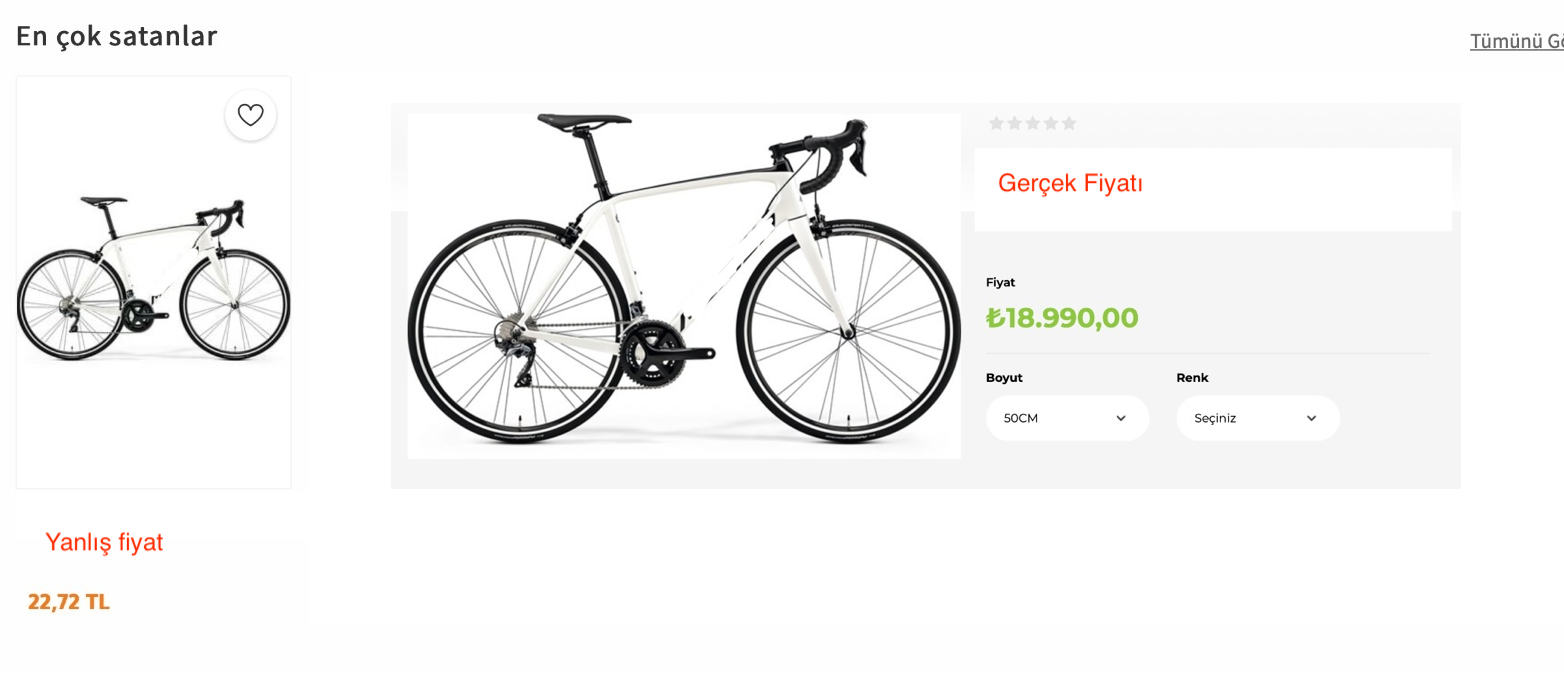 En çok satanlar
Tümünü Gö
Gerçek Fiyatı
Fiyat
₺18.990,00
Boyut
Renk
50CM
Seçiniz
Yanlış fiyat
22,72 TL